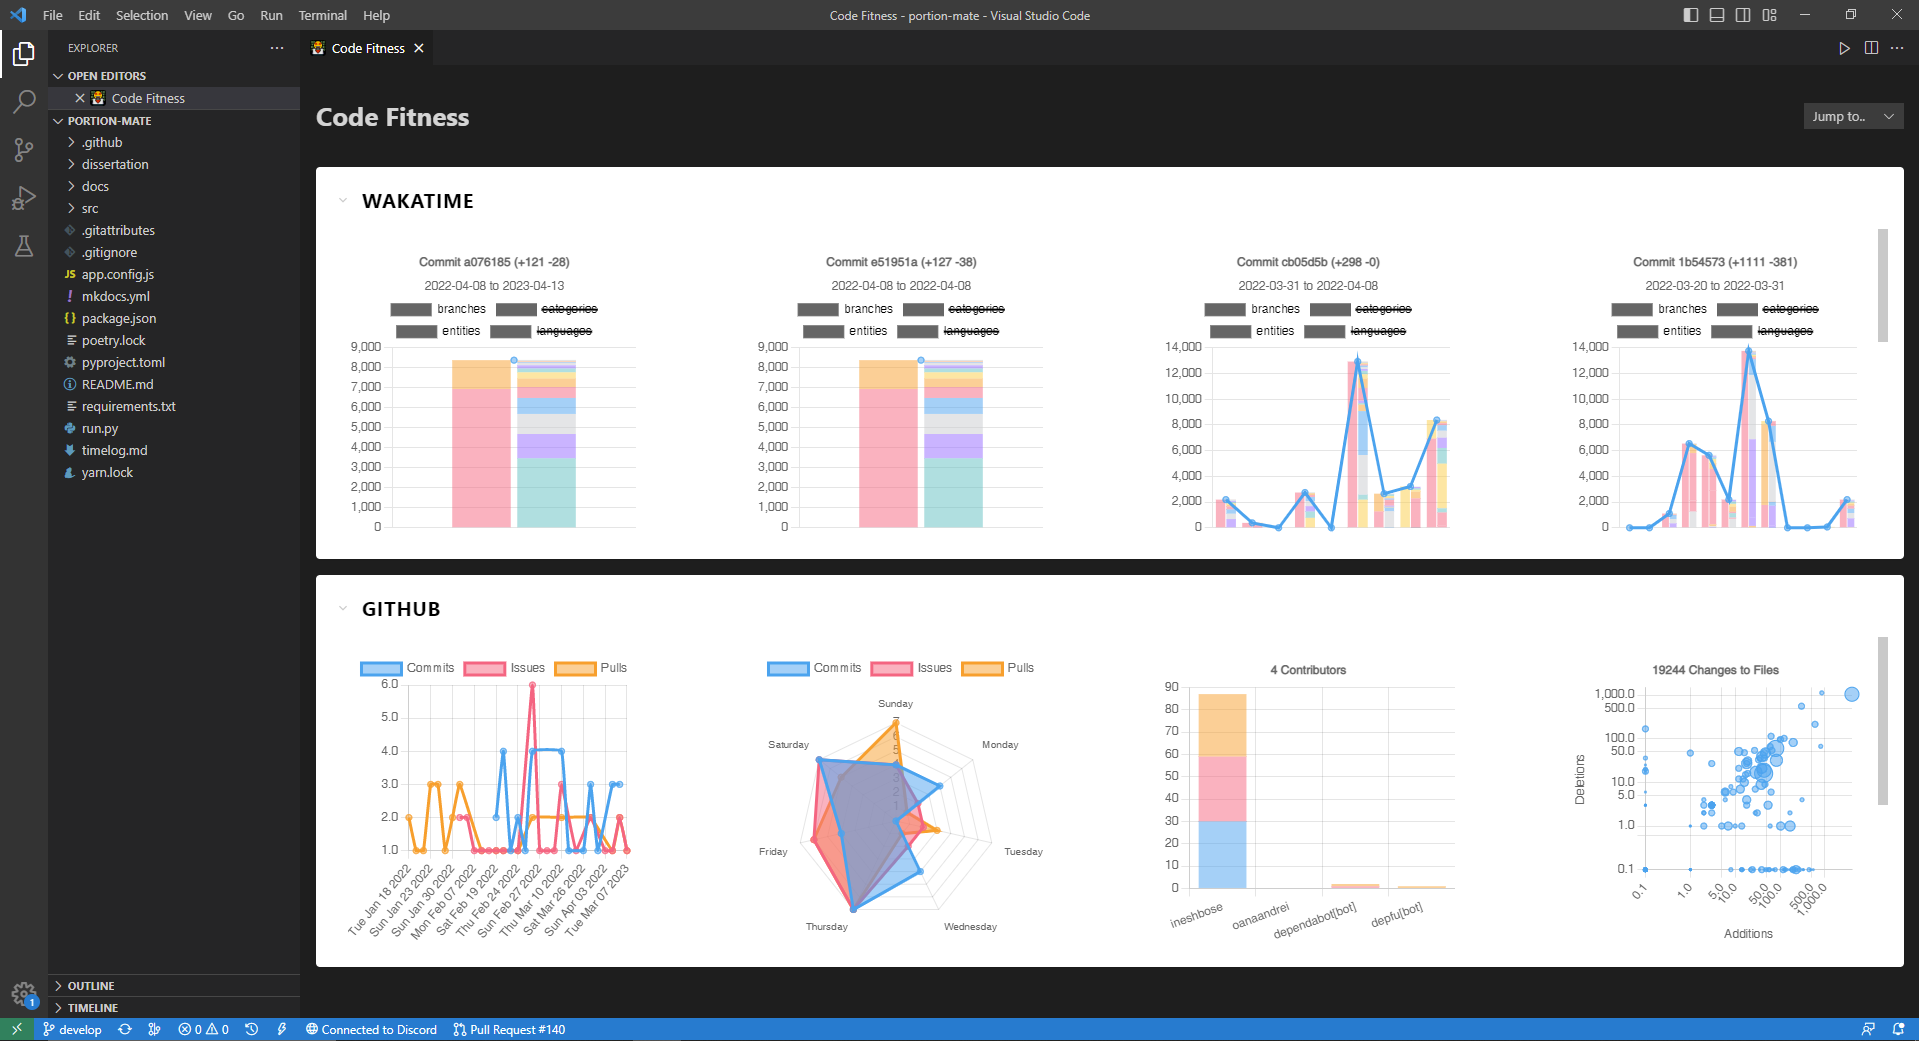 File Edit Selection View Go Run Terminal Help
Code Fitness - portion-mate - Visual Studio Code
EXPLORER
OPEN EDITORS
Code Fitness
PORTION-MATE
.github
dissertation
docs
src
.gitattributes
.gitignore
JS app.config.js
! mkdocs.yml
{} package.json
poetry.lock
pyproject.toml
README.md
requirements.txt
run.py
timelog.md
yarn.lock
OUTLINE
TIMELINE
1
Code Fitness
Code Fitness
Jump to..
WAKATIME
Commit a076185 (+121 -28)
2022-04-08 to 2023-04-13
branches categories
entities languages
9,000
8,000
7,000
6,000
5,000
4,000
3,000
2,000
1,000
0
Commit e51951a (+127 -38)
2022-04-08 to 2022-04-08
branches categories
entities languages
9,000
8,000
7,000
6,000
5,000
4,000
3,000
2,000
1,000
0
Commit cb05d5b (+298 -0)
2022-03-31 to 2022-04-08
branches categories
entities languages
14,000
12,000
10,000
8,000
6,000
4,000
2,000
0
Commit 1b54573 (+1111 -381)
2022-03-20 to 2022-03-31
branches categories
entities languages
14,000
12,000
10,000
8,000
6,000
4,000
2,000
0
GITHUB
Commits Issues Pulls
6.0
5.0
4.0
3.0
2.0
1.0
Tue Jan 18 2022
Sun Jan 23 2022
Sun Jan 30 2022
Mon Feb 07 2022
Sat Feb 19 2022
Thu Feb 24 2022
Sun Feb 27 2022
Thu Mar 10 2022
Sat Mar 26 2022
Sun Apr 03 2022
Tue Mar 07 2023
Commits Issues Pulls
Sunday
Monday
Tuesday
Wednesday
Thursday
Friday
Saturday
4 Contributors
90
80
70
60
50
40
30
20
10
0
ineshbose
oanaandrei
dependabot[bot]
depfu[bot]
19244 Changes to Files
Deletions
1,000.0
500.0
100.0
50.0
10.0
5.0
1.0
0.1
0.1
1.0
5.0
10.0
50.0
100.0
500.0
1,000.0
Additions
develop 0 0 Connected to Discord Pull Request #140